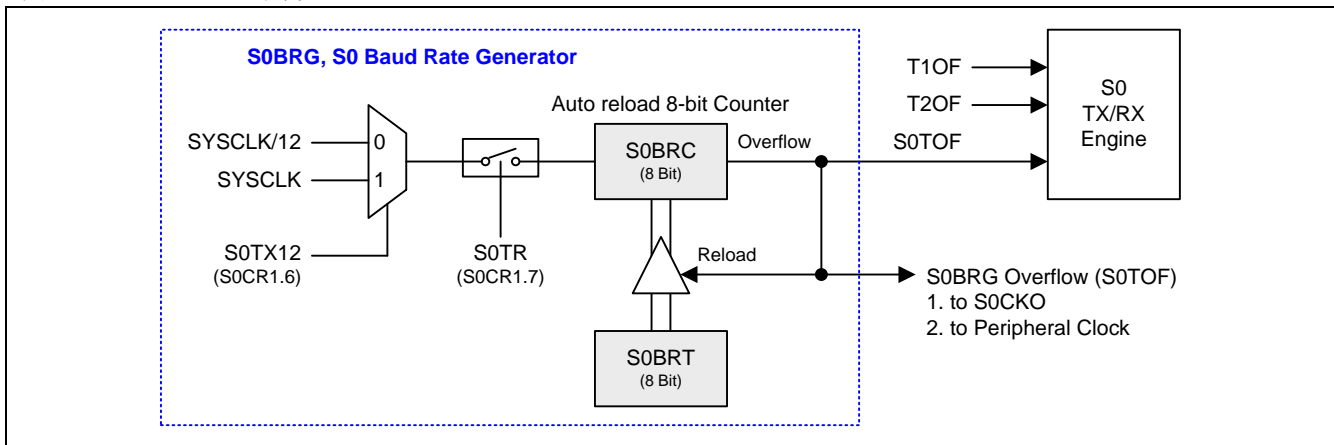 S0BRG, S0 Baud Rate Generator
Auto reload 8-bit Counter
SYSCLK/12
SYSCLK
0
1
S0TX12
(S0CR1.6)
S0TR
(S0CR1.7)
S0BRC
(8 Bit)
Overflow
Reload
S0BRT
(8 Bit)
T1OF
T2OF
S0TOF
S0
TX/RX
Engine
S0BRG Overflow (S0TOF)
1. to S0CKO
2. to Peripheral Clock